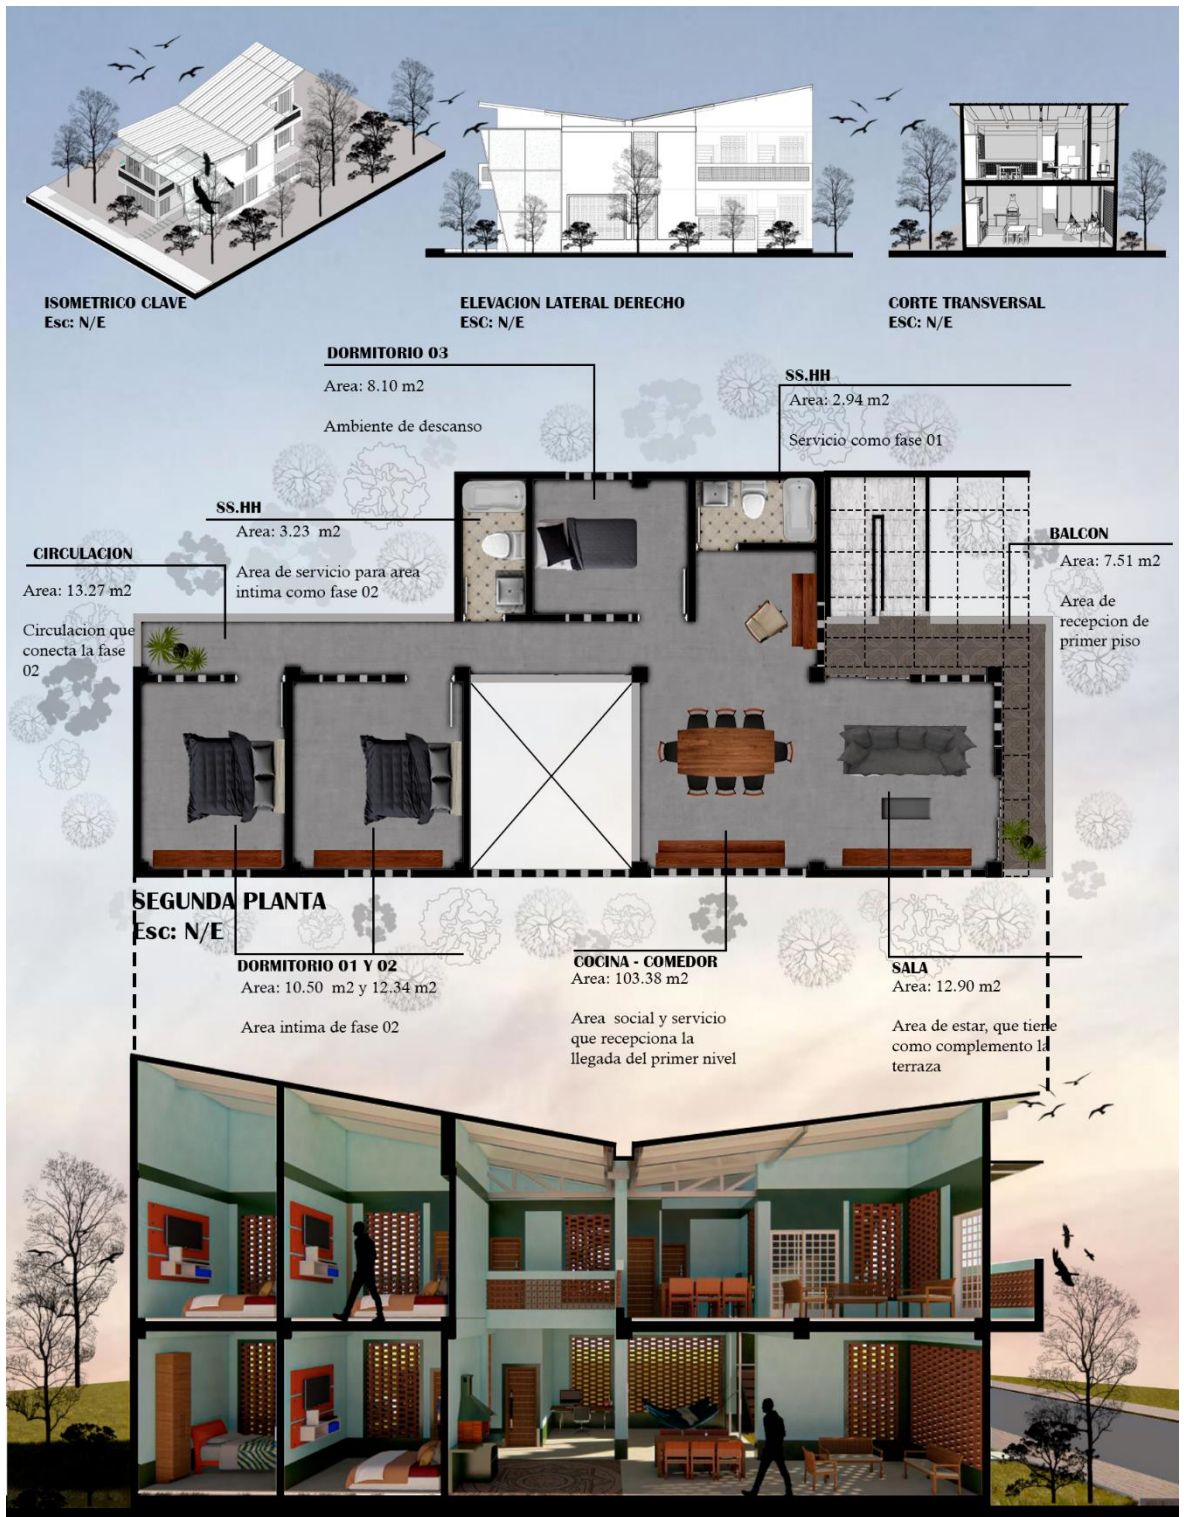 ISOMETRICO CLAVE
Esc: N/E
ELEVACION LATERAL DERECHO
ESC: N/E
CORTE TRANSVERSAL
ESC: N/E
DORMITORIO 03
Area: 8.10 m2
Ambiente de descanso
SS.HH
Area: 2.94 m2
Servicio como fase 01
SS.HH
Area: 3.23 m2
Area de servicio para area
intima como fase 02
CIRCULACION
Area: 13.27 m2
Circulacion que
conecta la fase
02
BALCON
Area: 7.51 m2
Area de
recepcion de
primer piso
SEGUNDA PLANTA
Esc: N/E
DORMITORIO 01 Y 02
Area: 10.50 m2 y 12.34 m2
Area intima de fase 02
COCINA - COMEDOR
Area: 103.38 m2
Area social y servicio
que recepciona la
llegada del primer nivel
SALA
Area: 12.90 m2
Area de estar, que tiene
como complemento la
terraza